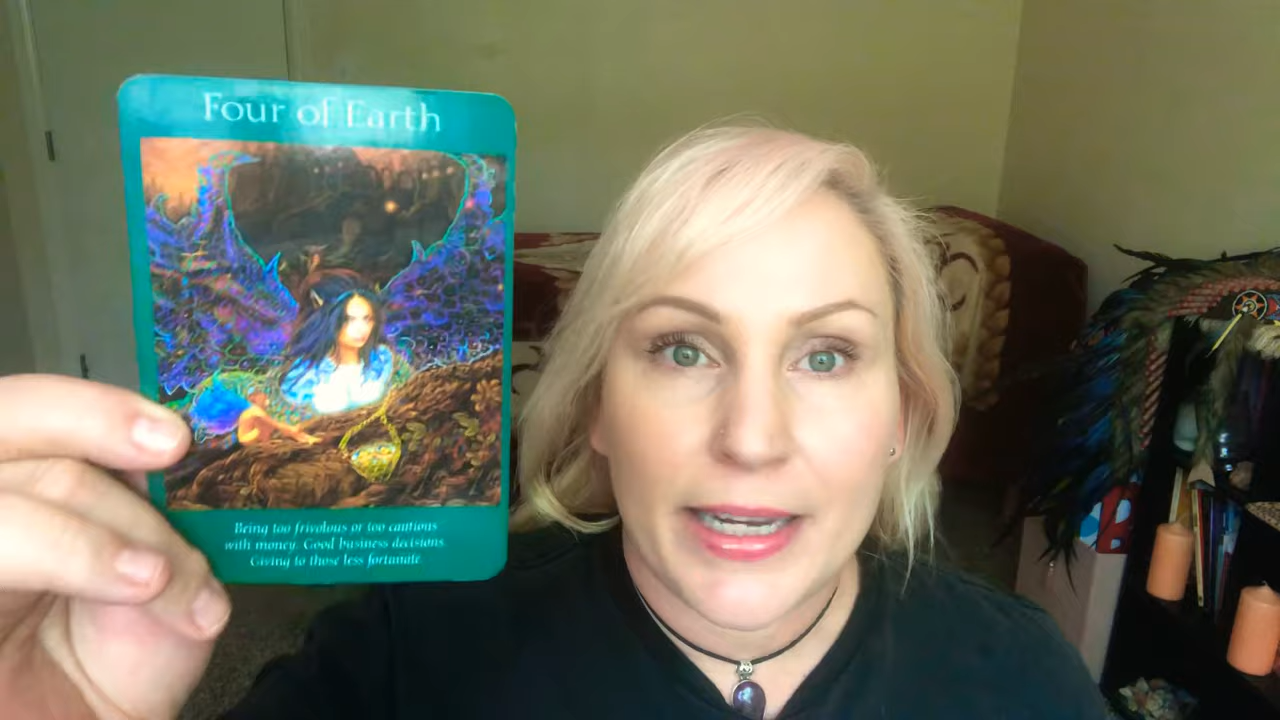 Four of Earth
Being too frivolous or too cautious
with money. Good business decisions.
Giving to those less fortunate.